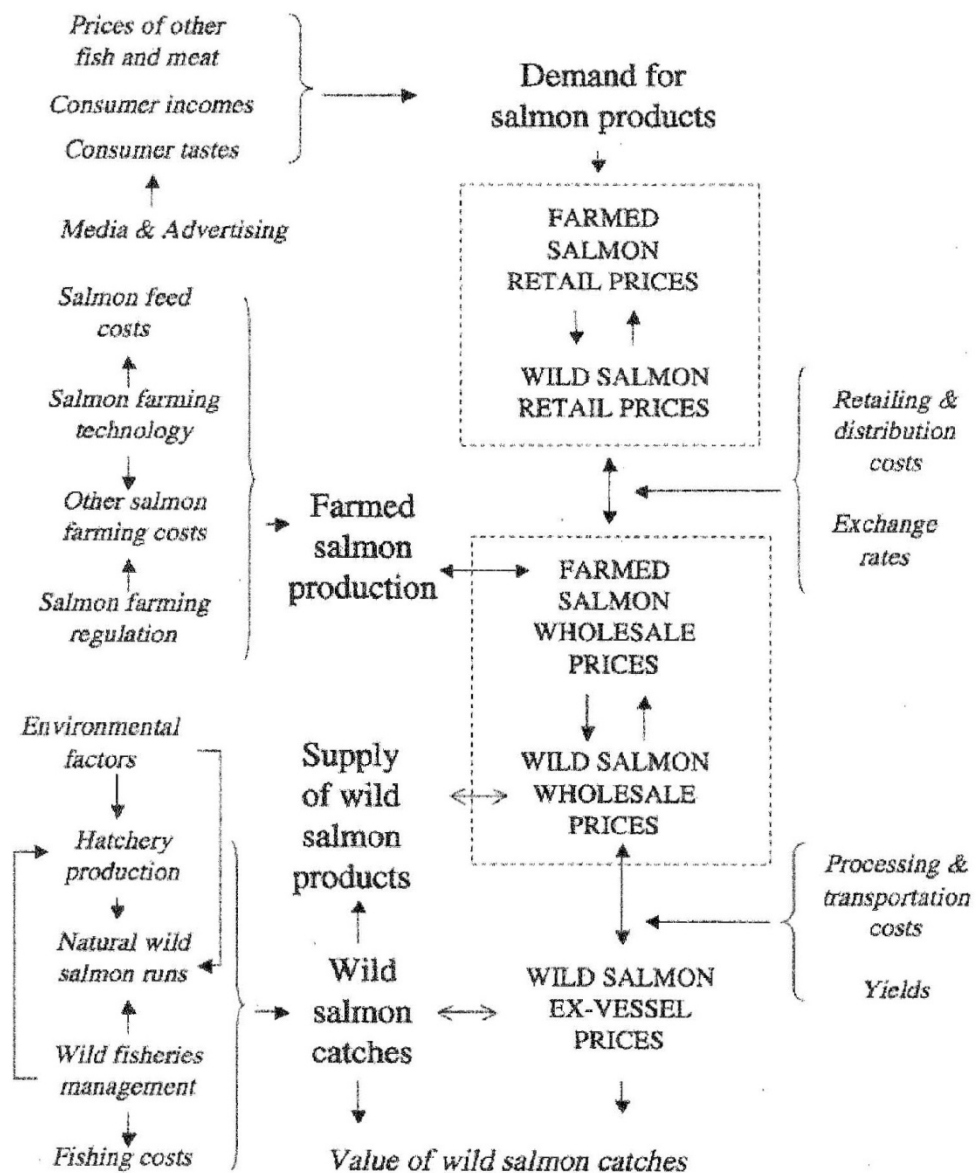 Prices of other
fish and meat
Consumer incomes
Consumer tastes
Media & Advertising
Demand for
salmon products
FARMED
SALMON
RETAIL PRICES
WILD SALMON
RETAIL PRICES
Salmon feed
costs
Salmon farming
technology
Other salmon
farming costs
Salmon farming
regulation
Farmed
salmon
production
Retailing &
distribution
costs
Exchange
rates
FARMED
SALMON
WHOLESALE
PRICES
WILD SALMON
WHOLESALE
PRICES
Environmental
factors
Hatchery
production
Natural wild
salmon runs
Wild fisheries
management
Fishing costs
Supply
of wild
salmon
products
Wild
salmon
catches
Processing &
transportation
costs
Yields
WILD SALMON
EX-VESSEL
PRICES
Value of wild salmon catches